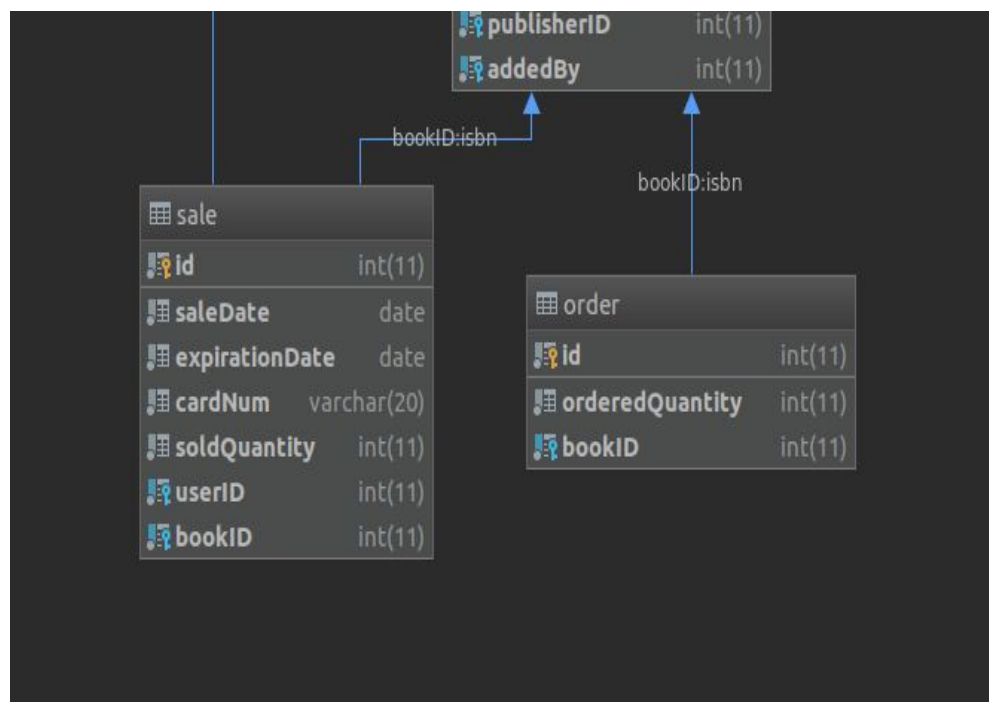 publisherID int(11)
addedBy int(11)
bookID:isbn
bookID:isbn
sale
id int(11)
saleDate date
expirationDate date
cardNum varchar(20)
soldQuantity int(11)
userID int(11)
bookID int(11)
order
id int(11)
orderedQuantity int(11)
bookID int(11)